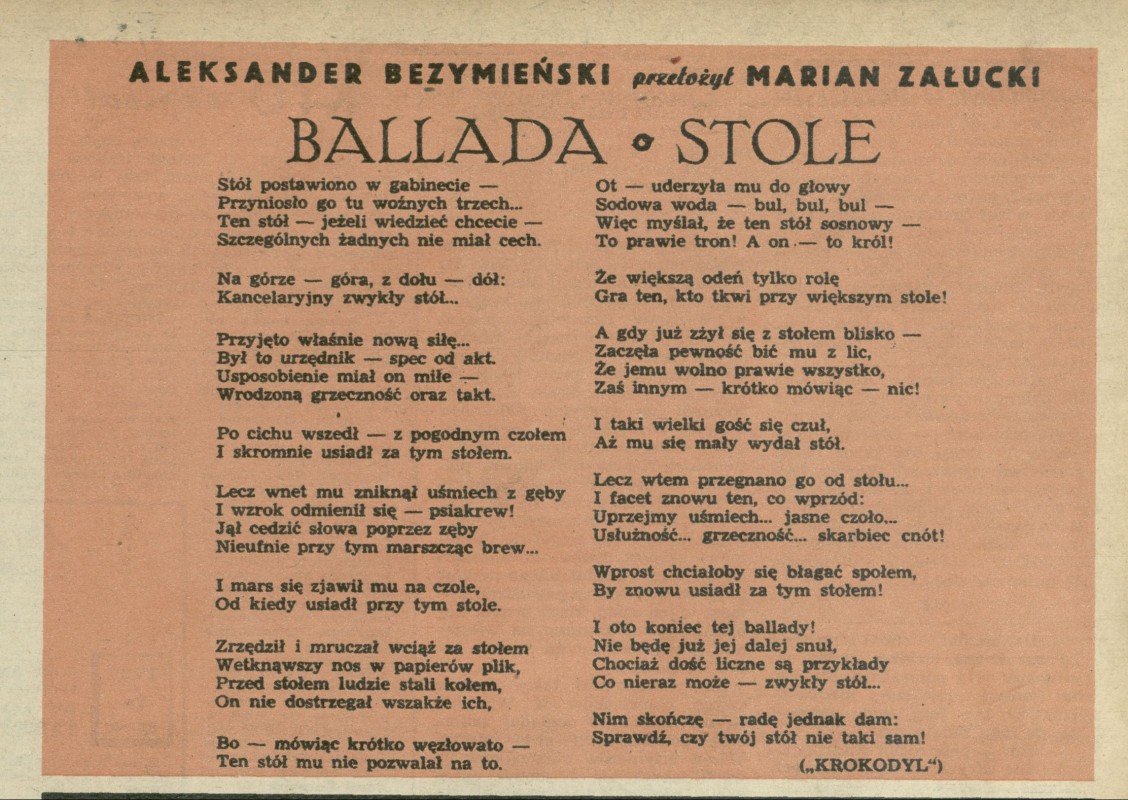 ALEKSANDER BEZYMIEŃSKI przełożył MARIAN ZAŁUCKI
BALLADA o STOLE
Stół postawiono w gabinecie —
Przyniosło go tu woźnych trzech...
Ten stół — jeżeli wiedzieć chcecie —
Szczególnych żadnych nie miał cech.
Na górze — góra, z dołu — dół:
Kancelaryjny zwykły stół...
Przyjęto właśnie nową siłę...
Był to urzędnik — spec od akt.
Usposobienie miał on miłe —
Wrodzoną grzeczność oraz takt.
Po cichu wszedł — z pogodnym czołem
I skromnie usiadł za tym stołem.
Lecz wnet mu zniknął uśmiech z gęby
I wzrok odmienił się — psiakrew!
Jął cedzić słowa poprzez zęby
Nieufnie przy tym marszcząc brew...
I mars się zjawił mu na czole,
Od kiedy usiadł przy tym stole.
Zrzędził i mruczał wciąż za stołem
Wetknąwszy nos w papierów plik,
Przed stołem ludzie stali kołem,
On nie dostrzegał wszakże ich,
Bo — mówiąc krótko węzłowato —
Ten stół mu nie pozwalał na to.
Ot — uderzyła mu do głowy
Sodowa woda — bul, bul, bul —
Więc myślał, że ten stół sosnowy —
To prawie tron! A on — to król!
Że większą odeń tylko rolę
Gra ten, kto tkwi przy większym stole!
A gdy już zżył się z stołem blisko —
Zaczęła pewność bić mu z lic,
Że jemu wolno prawie wszystko,
Zaś innym — krótko mówiąc — nic!
I taki wielki gość się czuł,
Aż mu się mały wydał stół.
Lecz wtem przegnano go od stołu...
I facet znowu ten, co wprzód:
Uprzejmy uśmiech... jasne czoło...
Usłużność... grzeczność... skarbiec cnót!
Wprost chciałoby się błagać społem,
By znowu usiadł za tym stołem!
I oto koniec tej ballady!
Nie będę już jej dalej snuł,
Chociaż dość liczne są przykłady
Co nieraz może — zwykły stół...
Nim skończę — radę jednak dam:
Sprawdź, czy twój stół nie taki sam!
(„KROKODYL“)